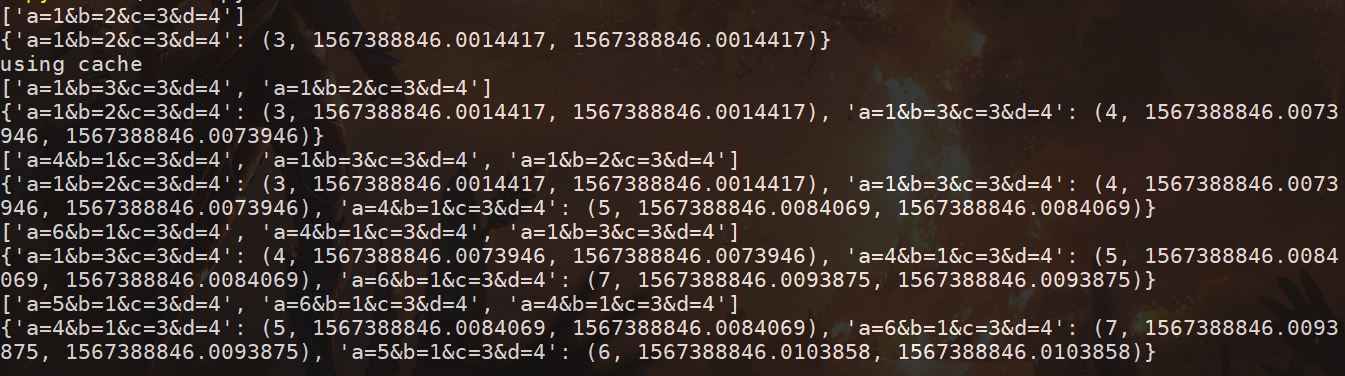 ['a=1&b=2&c=3&d=4']
{'a=1&b=2&c=3&d=4': (3, 1567388846.0014417, 1567388846.0014417)}
using cache
['a=1&b=3&c=3&d=4', 'a=1&b=2&c=3&d=4']
{'a=1&b=2&c=3&d=4': (3, 1567388846.0014417, 1567388846.0014417), 'a=1&b=3&c=3&d=4': (4, 1567388846.0073
946, 1567388846.0073946)}
['a=4&b=1&c=3&d=4', 'a=1&b=3&c=3&d=4', 'a=1&b=2&c=3&d=4']
{'a=1&b=2&c=3&d=4': (3, 1567388846.0014417, 1567388846.0014417), 'a=1&b=3&c=3&d=4': (4, 1567388846.0073
946, 1567388846.0073946), 'a=4&b=1&c=3&d=4': (5, 1567388846.0084069, 1567388846.0084069)}
['a=6&b=1&c=3&d=4', 'a=4&b=1&c=3&d=4', 'a=1&b=3&c=3&d=4']
{'a=1&b=3&c=3&d=4': (4, 1567388846.0073946, 1567388846.0073946), 'a=4&b=1&c=3&d=4': (5, 1567388846.0084
069, 1567388846.0084069), 'a=6&b=1&c=3&d=4': (7, 1567388846.0093875, 1567388846.0093875)}
['a=5&b=1&c=3&d=4', 'a=6&b=1&c=3&d=4', 'a=4&b=1&c=3&d=4']
{'a=4&b=1&c=3&d=4': (5, 1567388846.0084069, 1567388846.0084069), 'a=6&b=1&c=3&d=4': (7, 1567388846.0093
875, 1567388846.0093875), 'a=5&b=1&c=3&d=4': (6, 1567388846.0103858, 1567388846.0103858)}